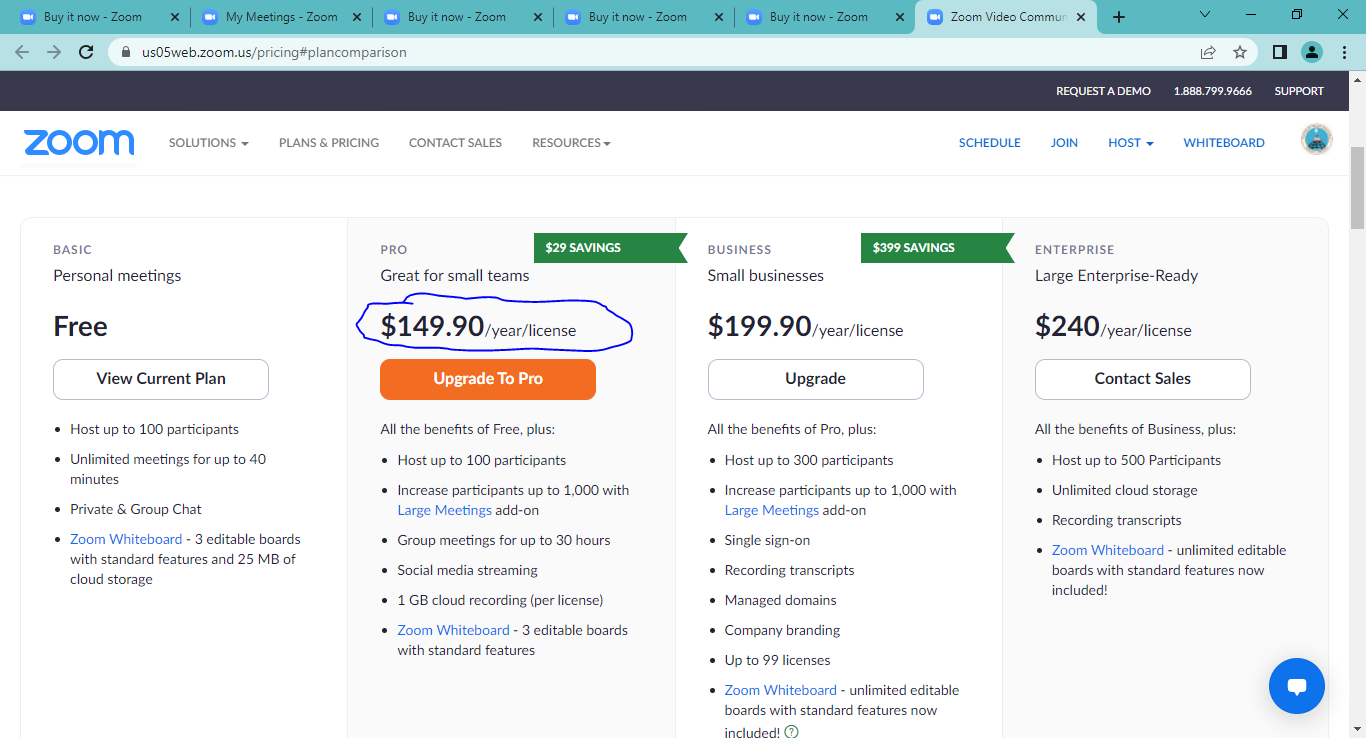 Buy it now - Zoom
My Meetings - Zoom
Buy it now - Zoom
Buy it now - Zoom
Buy it now - Zoom
Zoom Video Commun
us05web.zoom.us/pricing#plancomparison
REQUEST A DEMO 1.888.799.9666 SUPPORT
zoom SOLUTIONS PLANS & PRICING CONTACT SALES RESOURCES SCHEDULE JOIN HOST WHITEBOARD
BASIC
Personal meetings
Free
View Current Plan
Host up to 100 participants
Unlimited meetings for up to 40
minutes
Private & Group Chat
Zoom Whiteboard - 3 editable boards
with standard features and 25 MB of
cloud storage
PRO
$29 SAVINGS
Great for small teams
$149.90/year/license
Upgrade To Pro
All the benefits of Free, plus:
Host up to 100 participants
Increase participants up to 1,000 with
Large Meetings add-on
Group meetings for up to 30 hours
Social media streaming
1 GB cloud recording (per license)
Zoom Whiteboard - 3 editable boards
with standard features
BUSINESS
$399 SAVINGS
Small businesses
$199.90/year/license
Upgrade
All the benefits of Pro, plus:
Host up to 300 participants
Increase participants up to 1,000 with
Large Meetings add-on
Single sign-on
Recording transcripts
Managed domains
Company branding
Up to 99 licenses
Zoom Whiteboard - unlimited editable
boards with standard features now
included! ?
ENTERPRISE
Large Enterprise-Ready
$240/year/license
Contact Sales
All the benefits of Business, plus:
Host up to 500 Participants
Unlimited cloud storage
Recording transcripts
Zoom Whiteboard - unlimited editable
boards with standard features now
included!